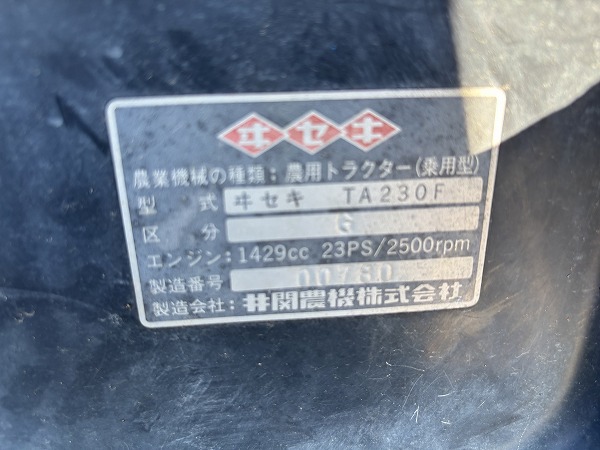 ヰセキ
農業機械の種類：農用トラクター(乗用型)
型式 ヰセキ TA230F
区分 G
エンジン：1429cc 23PS/2500rpm
製造番号 00760
製造会社：井関農機株式会社